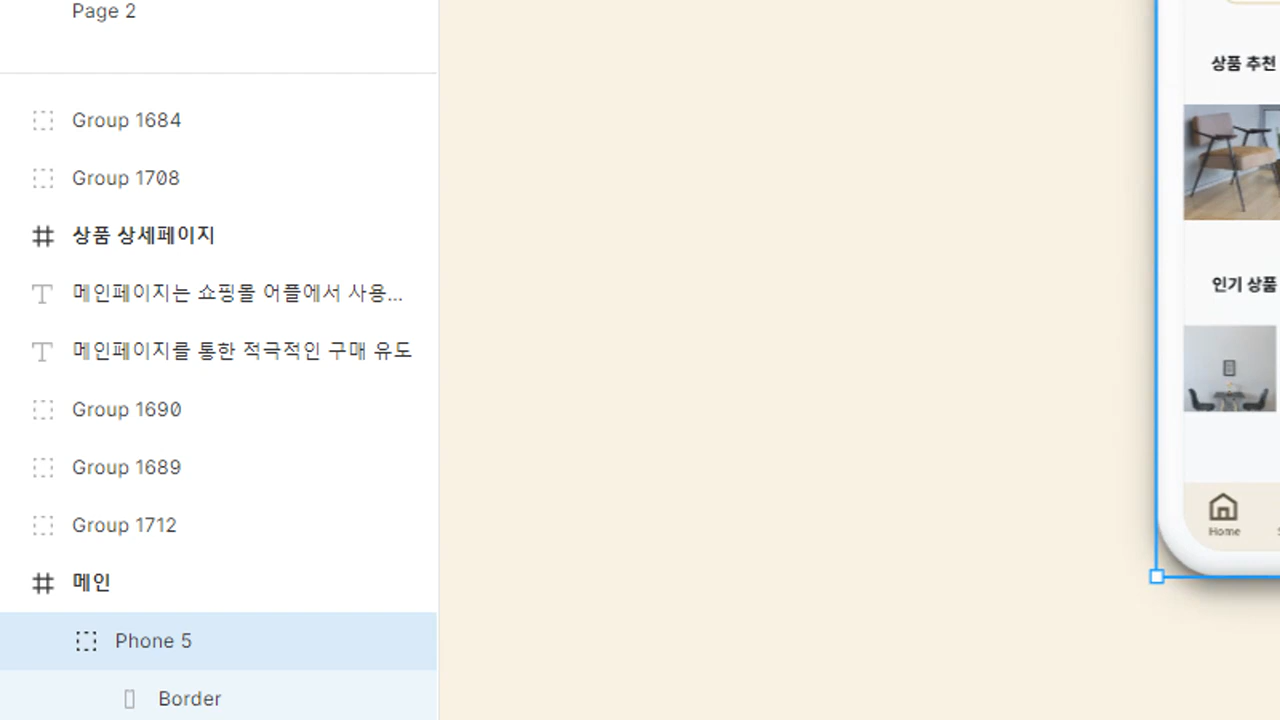 Page 2
Group 1684
Group 1708
상품 상세페이지
메인페이지는 쇼핑몰 어플에서 사용...
메인페이지를 통한 적극적인 구매 유도
Group 1690
Group 1689
Group 1712
메인
Phone 5
Border
상품 추천
인기 상품
Home